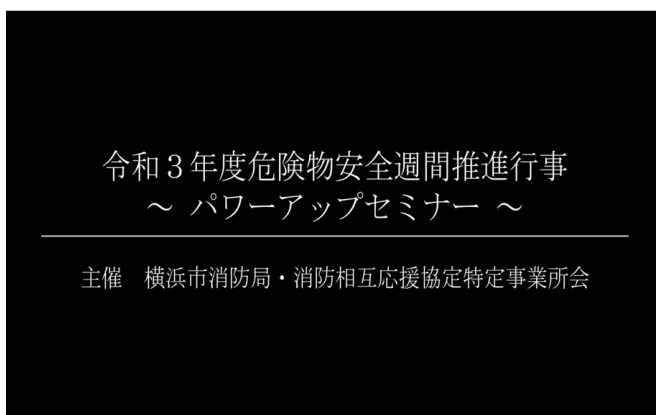 令和３年度危険物安全週間推進行事
～ パワーアップセミナー ～
主催　横浜市消防局・消防相互応援協定特定事業所会